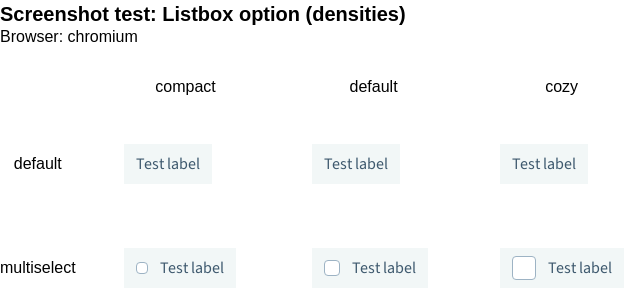 Screenshot test: Listbox option (densities)
Browser: chromium
compact default cozy
default Test label Test label Test label
multiselect Test label Test label Test label